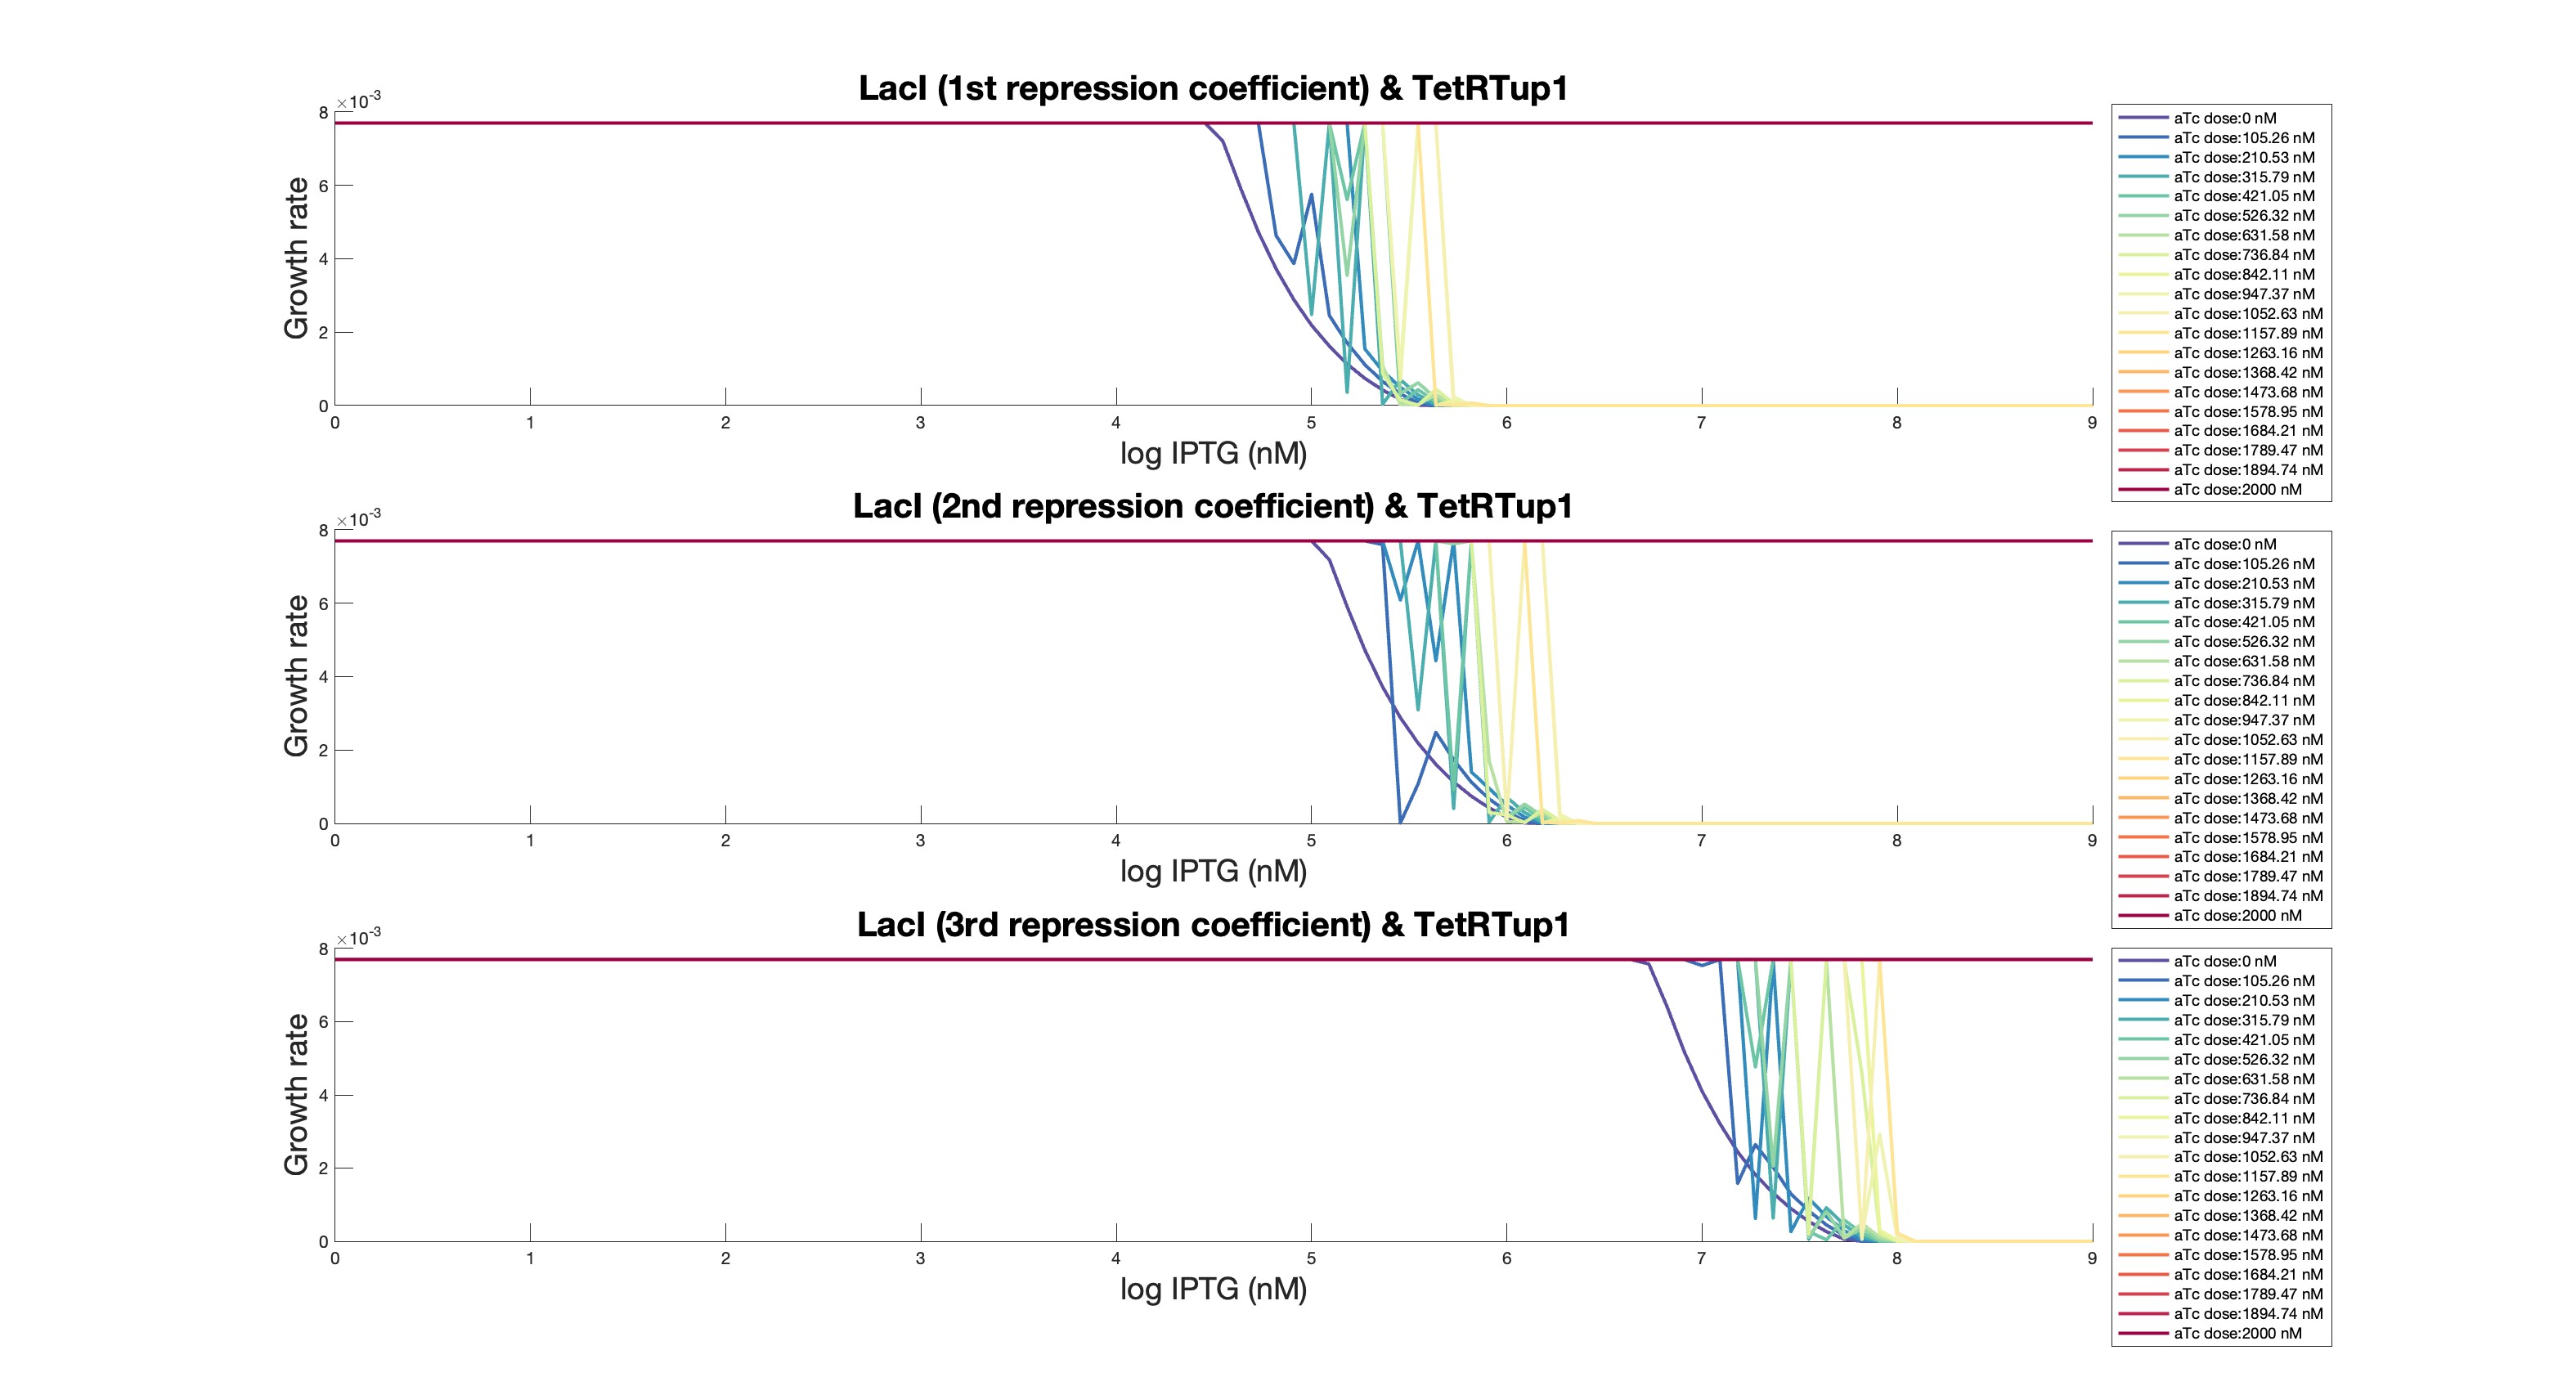 LacI (1st repression coefficient) & TetRTup1
×10-3
8
6
4
2
0
Growth rate
0 1 2 3 4 5 6 7 8 9
log IPTG (nM)
aTc dose:0 nM
aTc dose:105.26 nM
aTc dose:210.53 nM
aTc dose:315.79 nM
aTc dose:421.05 nM
aTc dose:526.32 nM
aTc dose:631.58 nM
aTc dose:736.84 nM
aTc dose:842.11 nM
aTc dose:947.37 nM
aTc dose:1052.63 nM
aTc dose:1157.89 nM
aTc dose:1263.16 nM
aTc dose:1368.42 nM
aTc dose:1473.68 nM
aTc dose:1578.95 nM
aTc dose:1684.21 nM
aTc dose:1789.47 nM
aTc dose:1894.74 nM
aTc dose:2000 nM
LacI (2nd repression coefficient) & TetRTup1
×10-3
8
6
4
2
0
Growth rate
0 1 2 3 4 5 6 7 8 9
log IPTG (nM)
aTc dose:0 nM
aTc dose:105.26 nM
aTc dose:210.53 nM
aTc dose:315.79 nM
aTc dose:421.05 nM
aTc dose:526.32 nM
aTc dose:631.58 nM
aTc dose:736.84 nM
aTc dose:842.11 nM
aTc dose:947.37 nM
aTc dose:1052.63 nM
aTc dose:1157.89 nM
aTc dose:1263.16 nM
aTc dose:1368.42 nM
aTc dose:1473.68 nM
aTc dose:1578.95 nM
aTc dose:1684.21 nM
aTc dose:1789.47 nM
aTc dose:1894.74 nM
aTc dose:2000 nM
LacI (3rd repression coefficient) & TetRTup1
×10-3
8
6
4
2
0
Growth rate
0 1 2 3 4 5 6 7 8 9
log IPTG (nM)
aTc dose:0 nM
aTc dose:105.26 nM
aTc dose:210.53 nM
aTc dose:315.79 nM
aTc dose:421.05 nM
aTc dose:526.32 nM
aTc dose:631.58 nM
aTc dose:736.84 nM
aTc dose:842.11 nM
aTc dose:947.37 nM
aTc dose:1052.63 nM
aTc dose:1157.89 nM
aTc dose:1263.16 nM
aTc dose:1368.42 nM
aTc dose:1473.68 nM
aTc dose:1578.95 nM
aTc dose:1684.21 nM
aTc dose:1789.47 nM
aTc dose:1894.74 nM
aTc dose:2000 nM